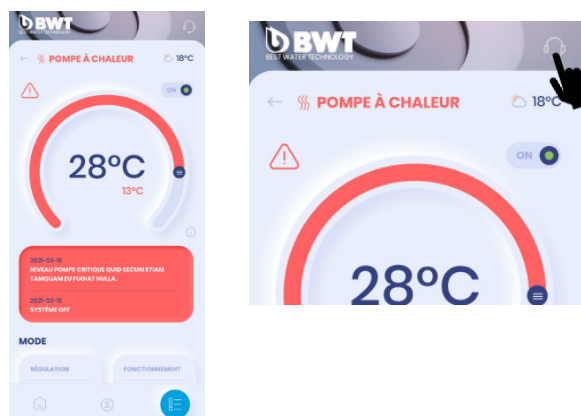 BWT
BEST WATER TECHNOLOGY
← POMPE À CHALEUR 18°C
ON
28°C
13°C
2021-03-15
NIVEAU POMPE CRITIQUE QUID SECURI ETIAM
TAMQUAM EU FUGIAT NULLA.
2021-03-15
SYSTÈME OFF
MODE
RÉGULATION FONCTIONNEMENT
BWT
BEST WATER TECHNOLOGY
← POMPE À CHALEUR 18°C
ON
28°C